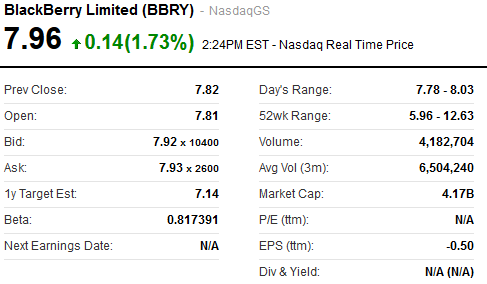 BlackBerry Limited (BBRY) - NasdaqGS
7.96 0.14(1.73%) 2:24PM EST - Nasdaq Real Time Price
Prev Close: 7.82
Open: 7.81
Bid: 7.92 x 10400
Ask: 7.93 x 2600
1y Target Est: 7.14
Beta: 0.817391
Next Earnings Date: N/A
Day's Range: 7.78 - 8.03
52wk Range: 5.96 - 12.63
Volume: 4,182,704
Avg Vol (3m): 6,504,240
Market Cap: 4.17B
P/E (ttm): N/A
EPS (ttm): -0.50
Div & Yield: N/A (N/A)